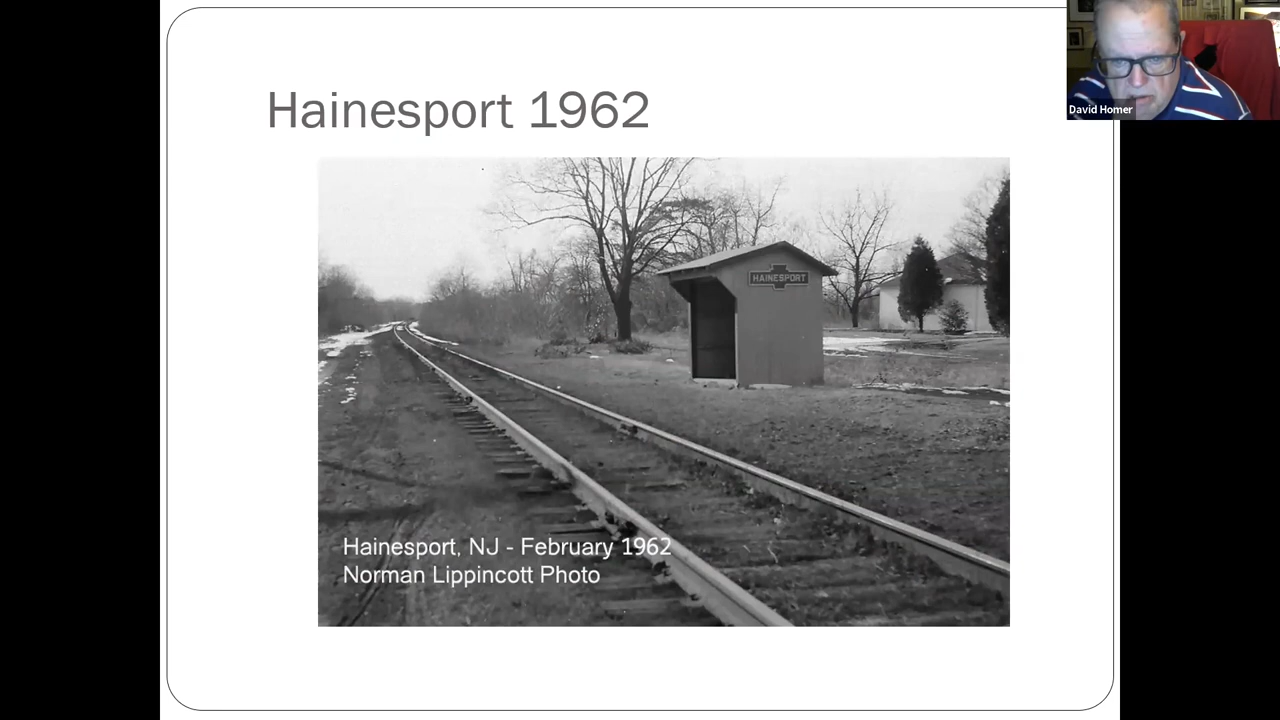 Hainesport 1962
David Homer
HAINESPORT
Hainesport, NJ - February 1962
Norman Lippincott Photo